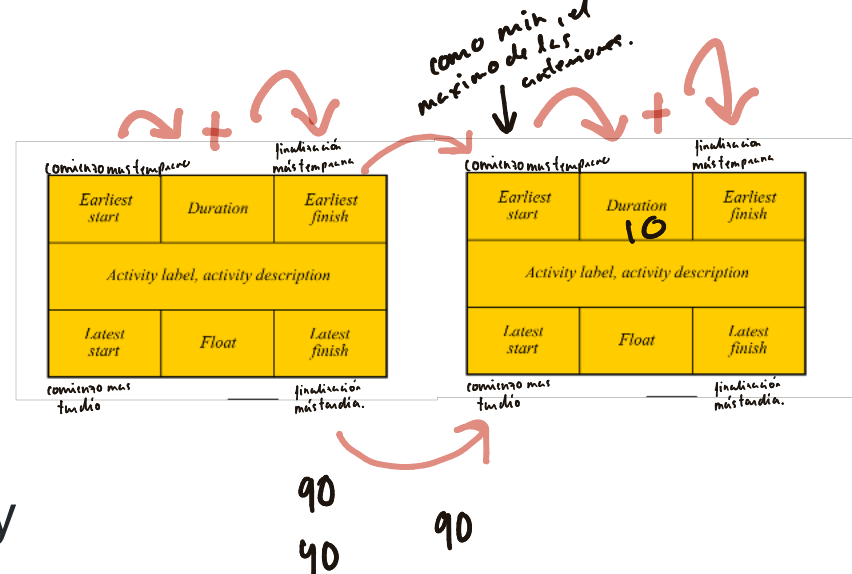 como min, el
maximo de las
anteriores.
+
+
comienzo mas temprano
finalización
más temprana
comienzo mas temprano
finalización
más temprana
Earliest
start
Duration
Earliest
finish
Earliest
start
Duration
10
Earliest
finish
Activity label, activity description
Activity label, activity description
Latest
start
Float
Latest
finish
Latest
start
Float
Latest
finish
comienzo mas
tardio
finalización
más tardia.
comienzo mas
tardio
finalización
más tardia.
90
90
40
y